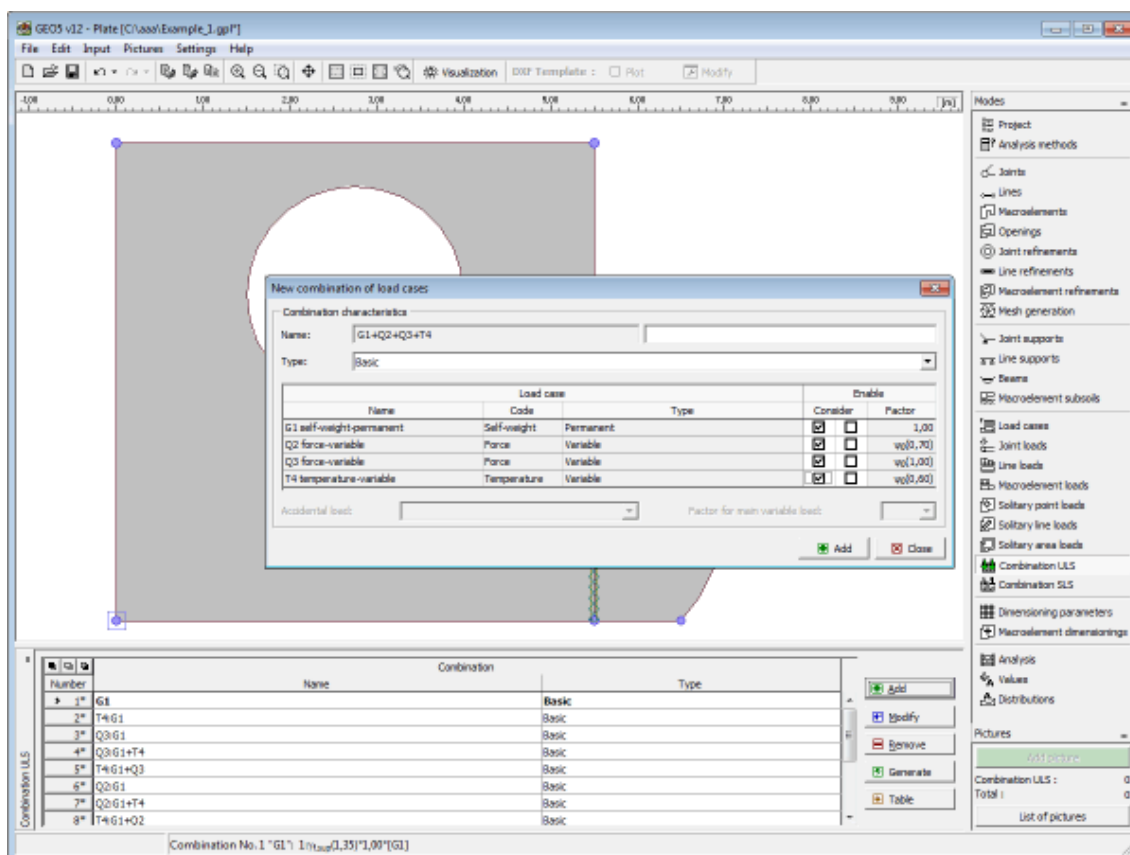 GEO5 v12 - Plate [C:\aaa\Example_1.gpl*]
File Edit Input Pictures Settings Help
Visualization DXF Template : Plot Modify
-1,00 0,00 1,00 2,00 3,00 4,00 5,00 6,00 7,00 8,00 9,00 [m]
Modes
Project
Analysis methods
Joints
Lines
Macroelements
Openings
Joint refinements
Line refinements
Macroelement refinements
Mesh generation
Joint supports
Line supports
Beams
Macroelement subsoils
Load cases
Joint loads
Line loads
Macroelement loads
Solitary point loads
Solitary line loads
Solitary area loads
Combination ULS
Combination SLS
Dimensioning parameters
Macroelement dimensionings
Analysis
Values
Distributions
New combination of load cases
Combination characteristics
Name: G1+Q2+Q3+T4
Type: Basic
Load case Enable
Name Code Type Consider Factor
G1 self-weight-permanent Self-weight Permanent 1,00
Q2 force-variable Force Variable ψ0(0,70)
Q3 force-variable Force Variable ψ0(1,00)
T4 temperature-variable Temperature Variable ψ0(0,60)
Accidental load: Factor for main variable load:
Add Close
Combination
Number Name Type
1* G1 Basic
2* T4:G1 Basic
3* Q3:G1 Basic
4* Q3:G1+T4 Basic
5* T4:G1+Q3 Basic
6* Q2:G1 Basic
7* Q2:G1+T4 Basic
8* T4:G1+Q2 Basic
Add
Modify
Remove
Generate
Table
Combination ULS
Pictures
Add picture
Combination ULS : 0
Total : 0
List of pictures
Combination No. 1 "G1"